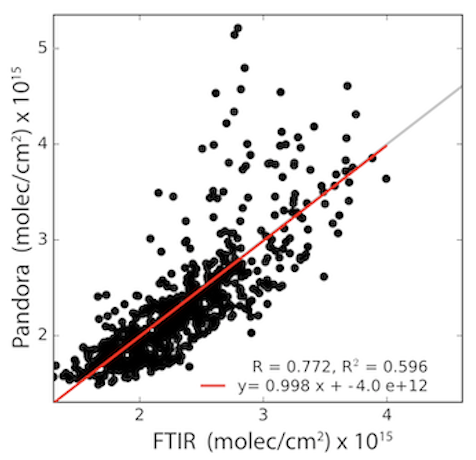 5
4
3
2
Pandora (molec/cm²) x 10¹⁵
R = 0.772, R² = 0.596
y= 0.998 x + -4.0 e+12
2 3 4
FTIR (molec/cm²) x 10¹⁵